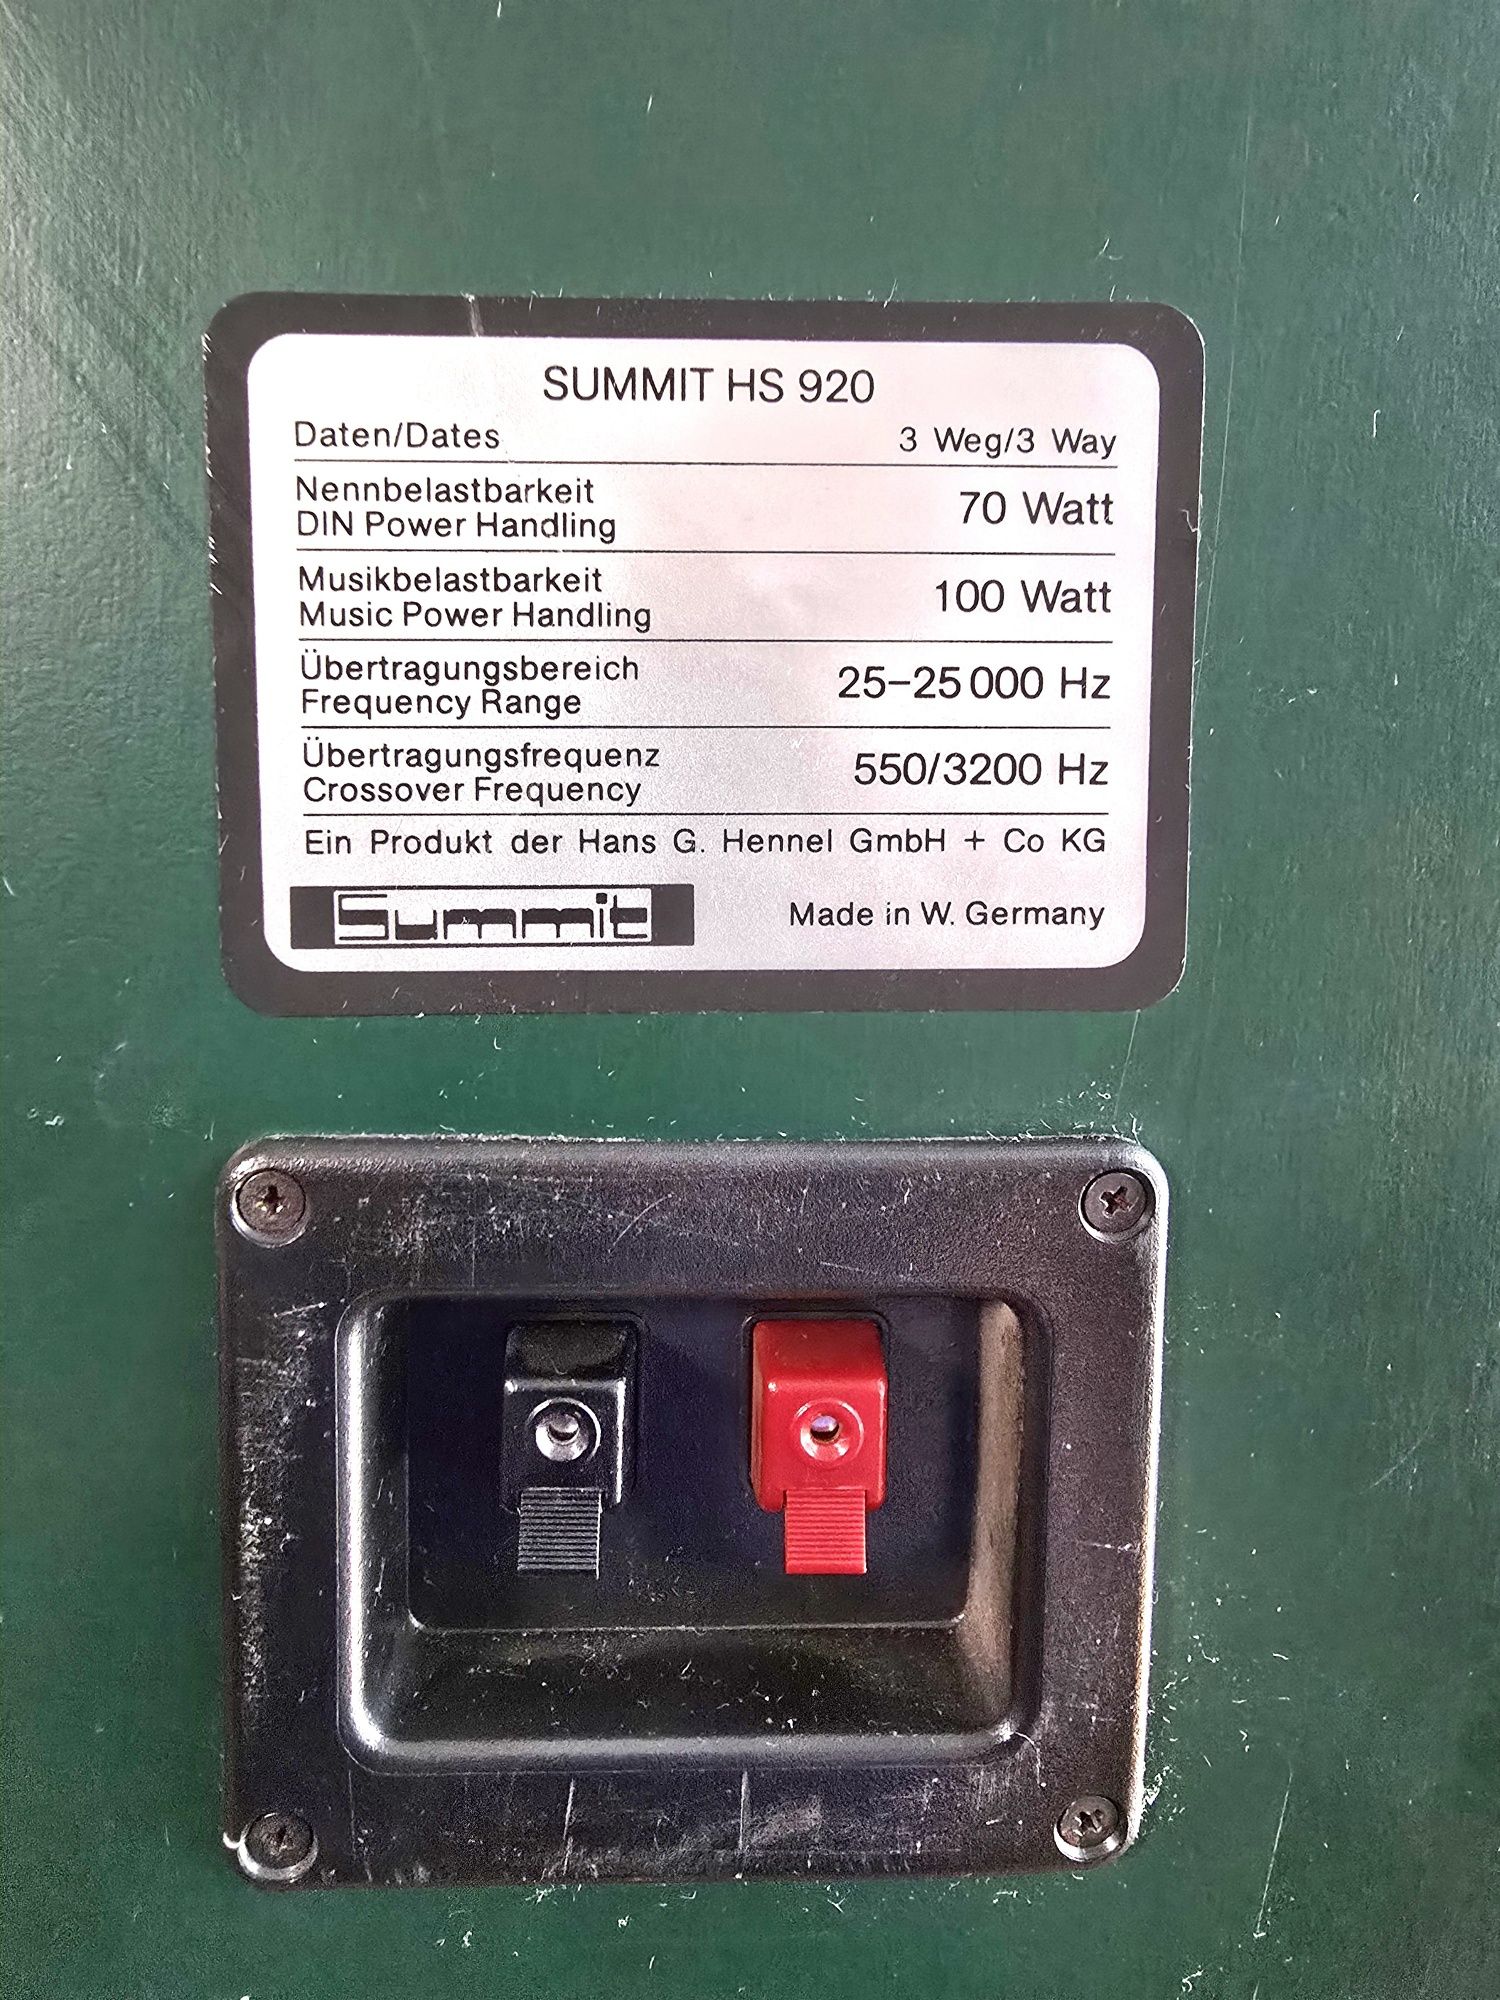 SUMMIT HS 920
Daten/Dates 3 Weg/3 Way
Nennbelastbarkeit
DIN Power Handling 70 Watt
Musikbelastbarkeit
Music Power Handling 100 Watt
Übertragungsbereich
Frequency Range 25–25 000 Hz
Übertragungsfrequenz
Crossover Frequency 550/3200 Hz
Ein Produkt der Hans G. Hennel GmbH + Co KG
Summit Made in W. Germany